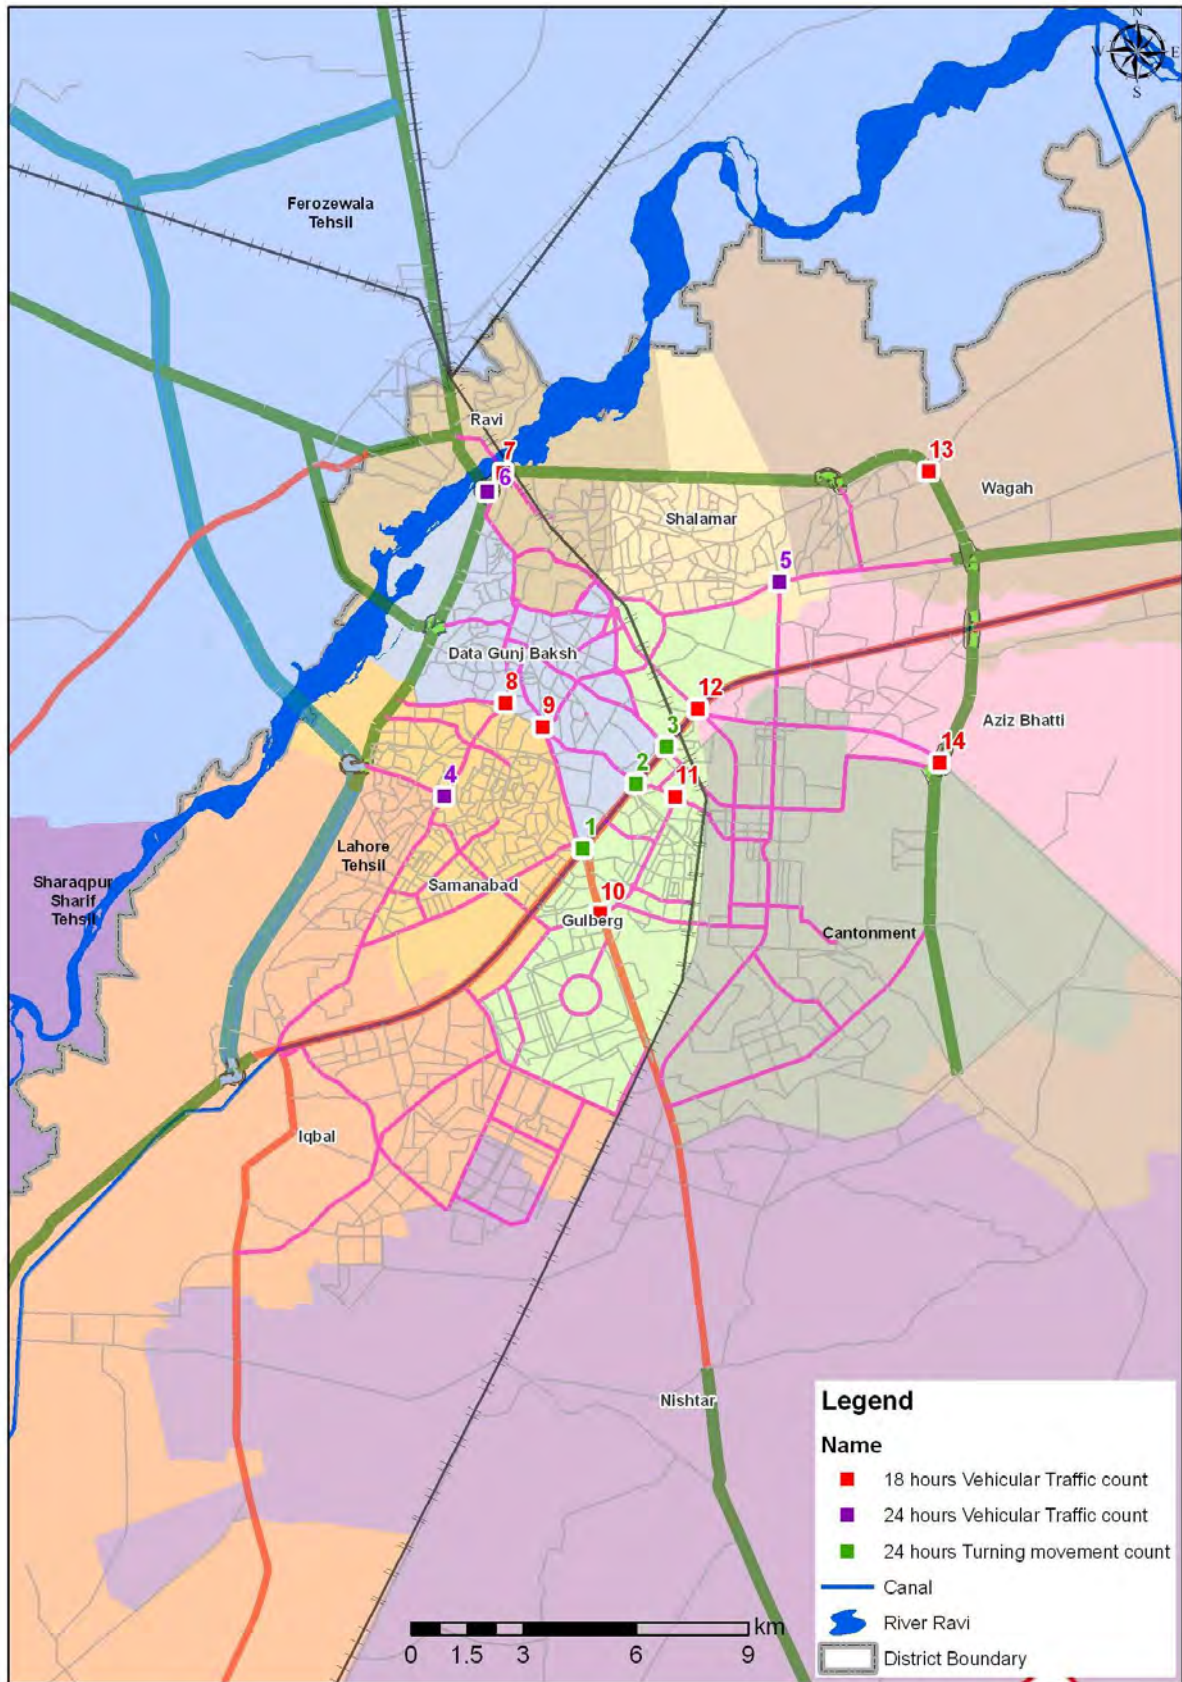 N
W E
S
Ferozewala
Tehsil
Ravi
7
6
13
Wagah
Shalamar
5
Data Gunj Baksh
8
9
12
3
Aziz Bhatti
14
2
11
4
1
Lahore
Tehsil
Sharaqpur
Sharif
Tehsil
Samanabad
10
Gulberg
Cantonment
Iqbal
Nishtar
Legend
Name
18 hours Vehicular Traffic count
24 hours Vehicular Traffic count
24 hours Turning movement count
Canal
River Ravi
District Boundary
km
0 1.5 3 6 9